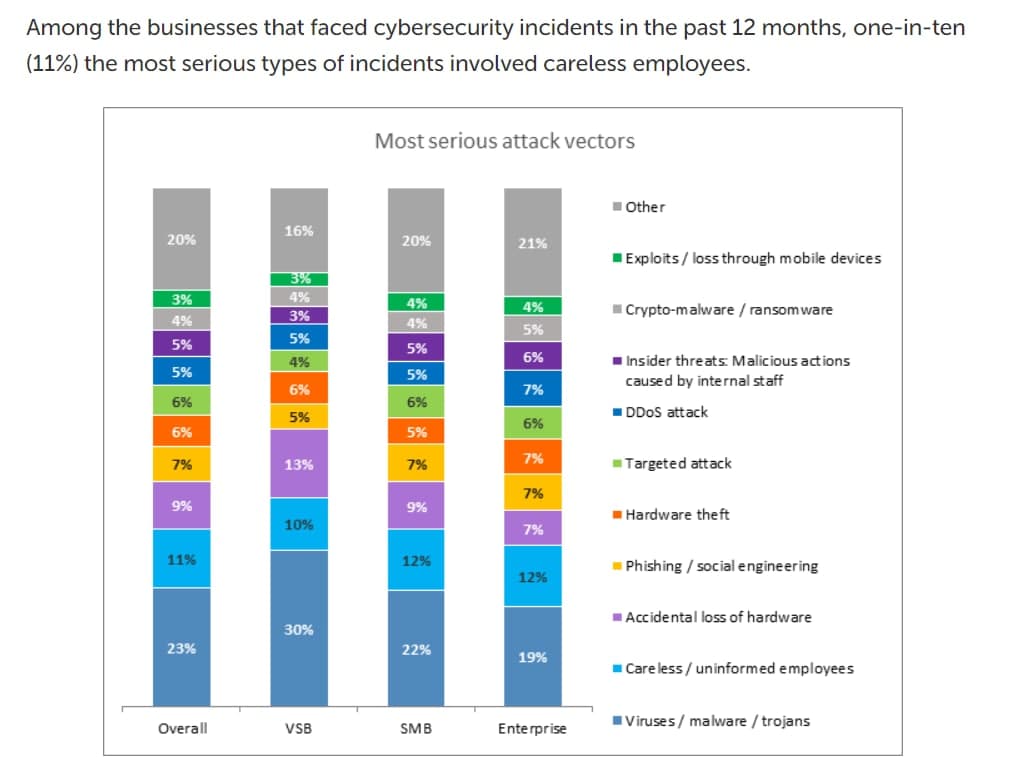 Among the businesses that faced cybersecurity incidents in the past 12 months, one-in-ten
(11%) the most serious types of incidents involved careless employees.
Most serious attack vectors
20%
3%
4%
5%
5%
6%
6%
7%
9%
11%
23%
Overall
16%
3%
4%
3%
5%
4%
6%
5%
13%
10%
30%
VSB
20%
4%
4%
5%
5%
6%
5%
7%
9%
12%
22%
SMB
21%
4%
5%
6%
7%
6%
7%
7%
7%
12%
19%
Enterprise
Other
Exploits / loss through mobile devices
Crypto-malware / ransomware
Insider threats: Malicious actions
caused by internal staff
DDoS attack
Targeted attack
Hardware theft
Phishing / social engineering
Accidental loss of hardware
Careless / uninformed employees
Viruses / malware / trojans